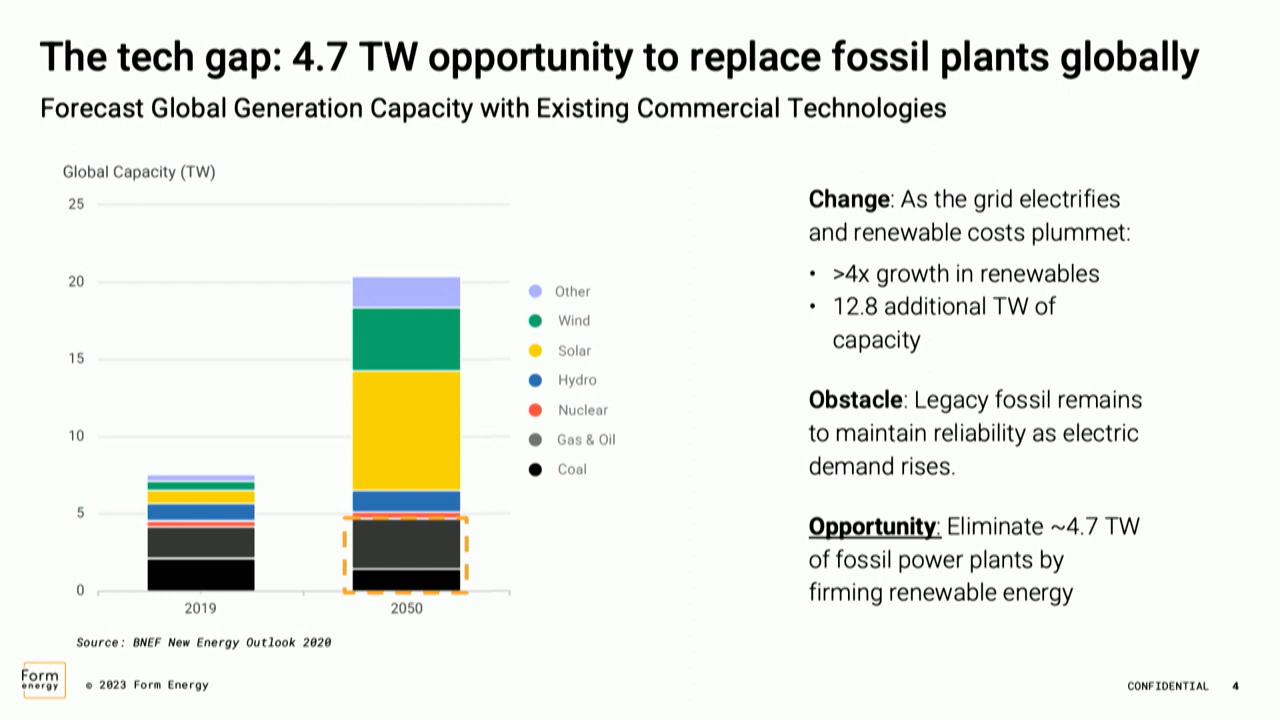 The tech gap: 4.7 TW opportunity to replace fossil plants globally
Forecast Global Generation Capacity with Existing Commercial Technologies
Global Capacity (TW)
25
20
15
10
5
0
2019
2050
Other
Wind
Solar
Hydro
Nuclear
Gas & Oil
Coal
Change: As the grid electrifies
and renewable costs plummet:
• >4x growth in renewables
• 12.8 additional TW of
capacity
Obstacle: Legacy fossil remains
to maintain reliability as electric
demand rises.
Opportunity: Eliminate ~4.7 TW
of fossil power plants by
firming renewable energy
Source: BNEF New Energy Outlook 2020
Form
energy
© 2023 Form Energy
CONFIDENTIAL 4